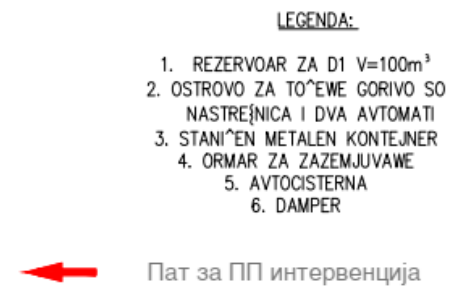 LEGENDA:
1. REZERVOAR ZA D1 V=100m³
2. OSTROVO ZA TO^EWE GORIVO SO
NASTRE{NICA I DVA AVTOMATI
3. STANI^EN METALEN KONTEJNER
4. ORMAR ZA ZAZEMJUVAWE
5. AVTOCISTERNA
6. DAMPER
Пат за ПП интервенција